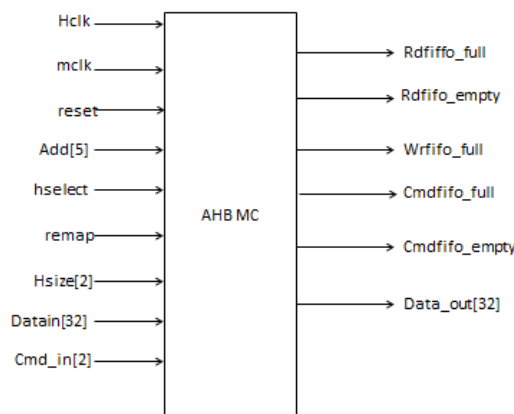 Hclk
mclk
reset
Add[5]
hselect
remap
Hsize[2]
Datain[32]
Cmd_in[2]
AHB MC
Rdfiffo_full
Rdfifo_empty
Wrfifo_full
Cmdfifo_full
Cmdfifo_empty
Data_out[32]